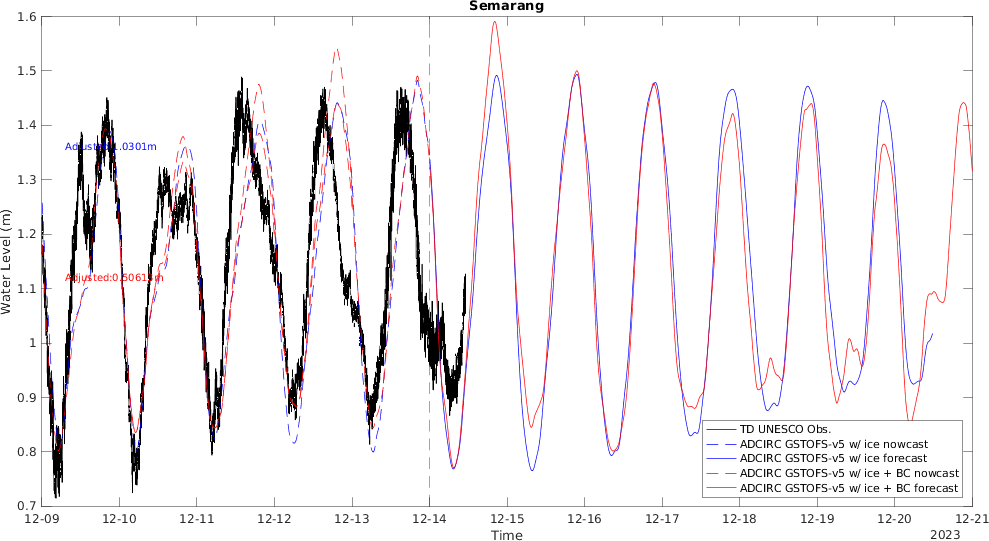 Semarang
1.6
1.5
1.4
1.3
1.2
1.1
1
0.9
0.8
0.7
Water Level (m)
Adjusted:1.0301m
TD UNESCO Obs.
ADCIRC GSTOFS-v5 w/ ice nowcast
ADCIRC GSTOFS-v5 w/ ice forecast
ADCIRC GSTOFS-v5 w/ ice + BC nowcast
ADCIRC GSTOFS-v5 w/ ice + BC forecast
12-09 12-10 12-11 12-12 12-13 12-14 12-15 12-16 12-17 12-18 12-19 12-20 12-21
Time
2023